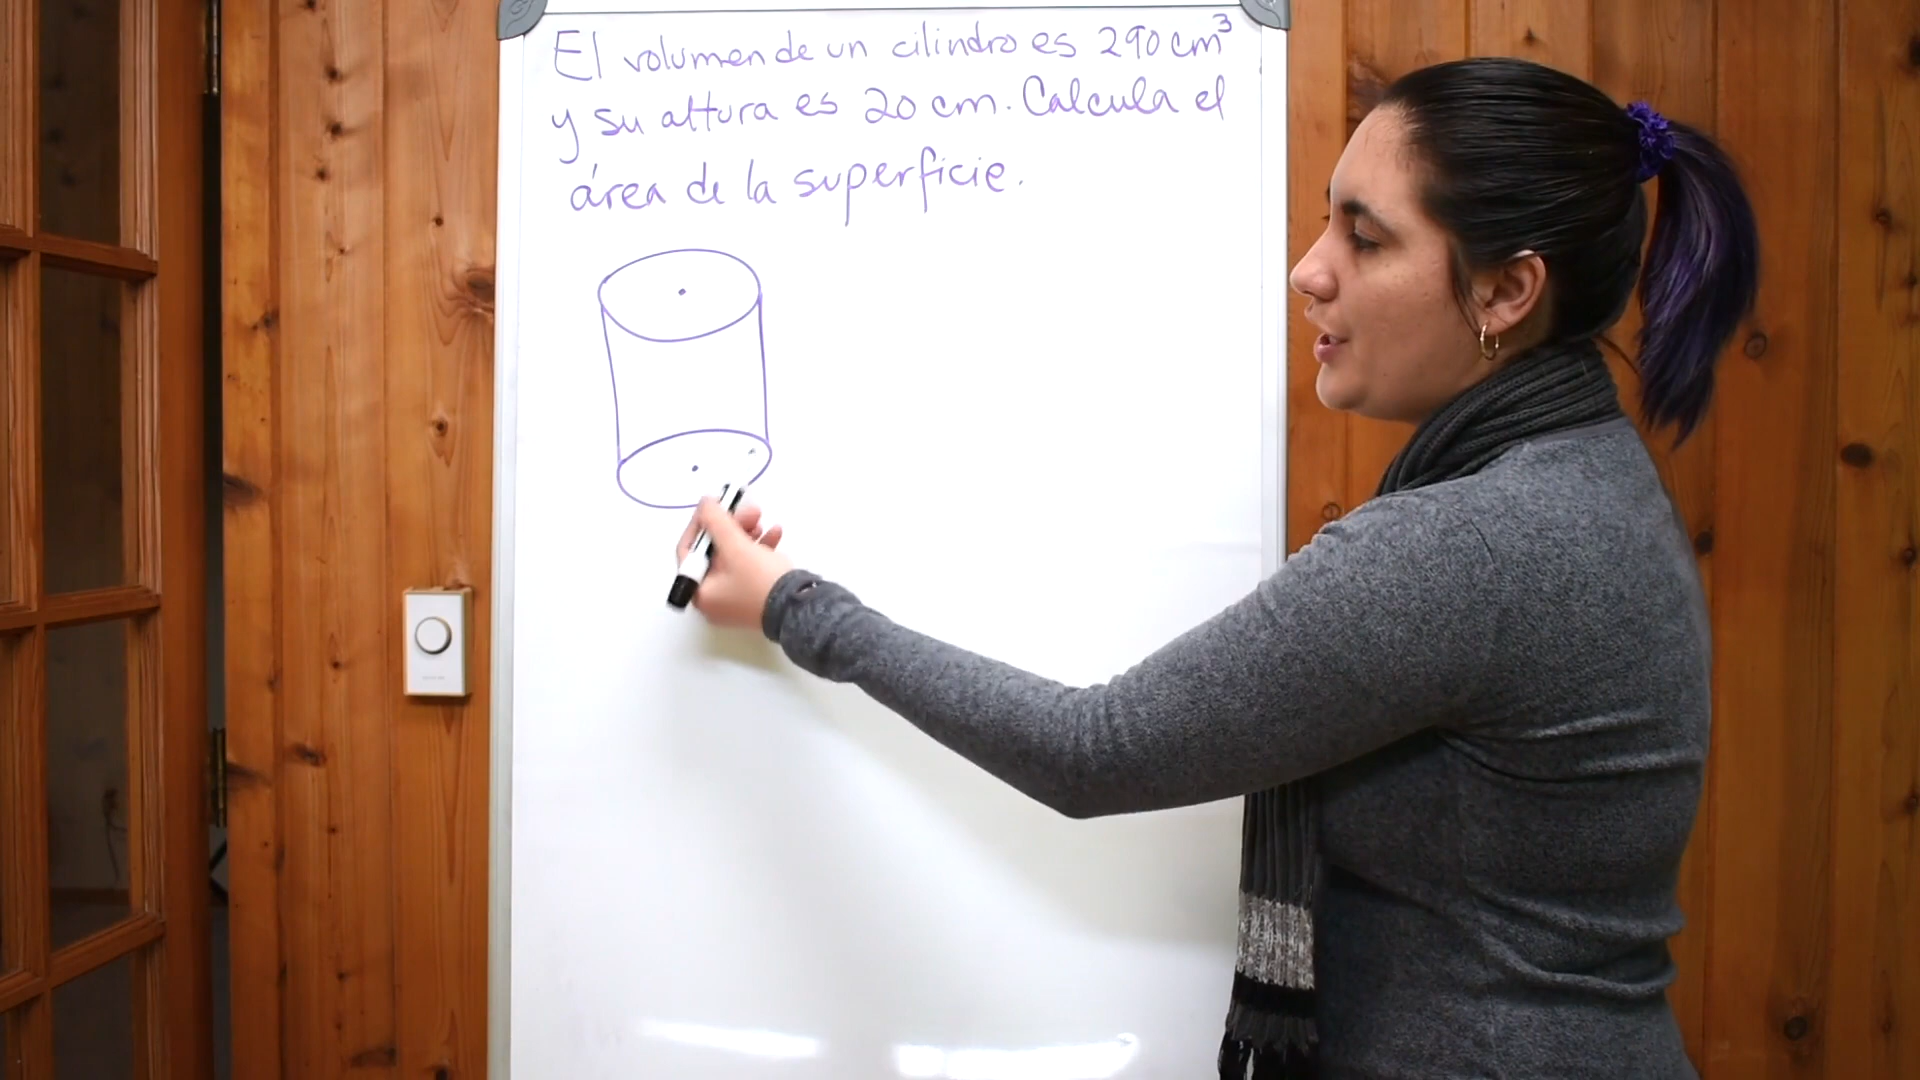 El volumen de un cilindro es 290 cm³
y su altura es 20 cm. Calcula el
área de la superficie.